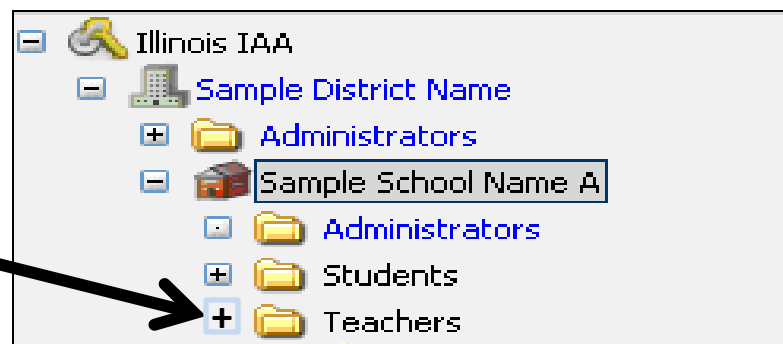 Illinois IAA
Sample District Name
Administrators
Sample School Name A
Administrators
Students
Teachers